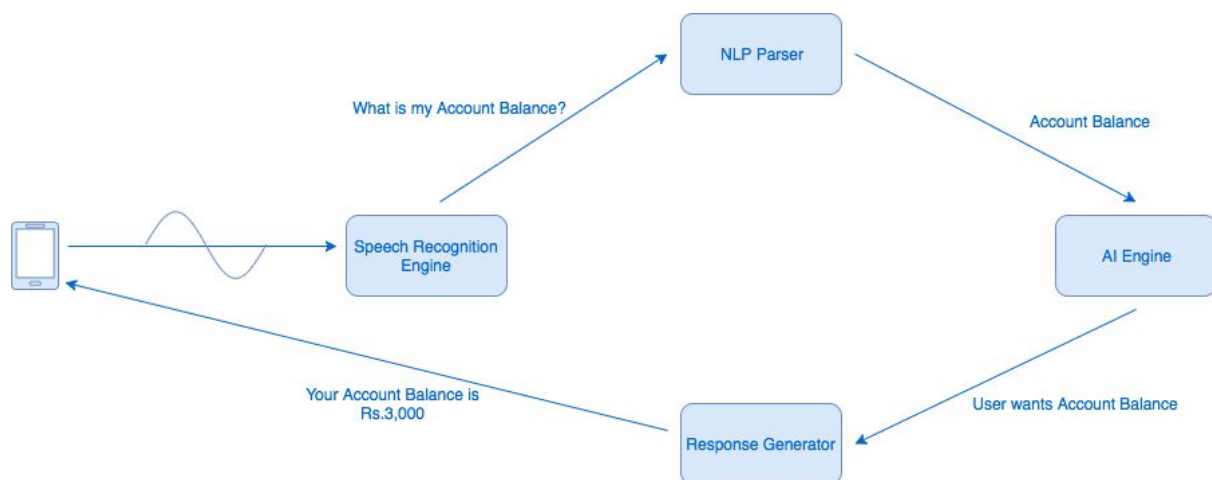 NLP Parser
What is my Account Balance?
Account Balance
Speech Recognition
Engine
AI Engine
Your Account Balance is
Rs.3,000
User wants Account Balance
Response Generator